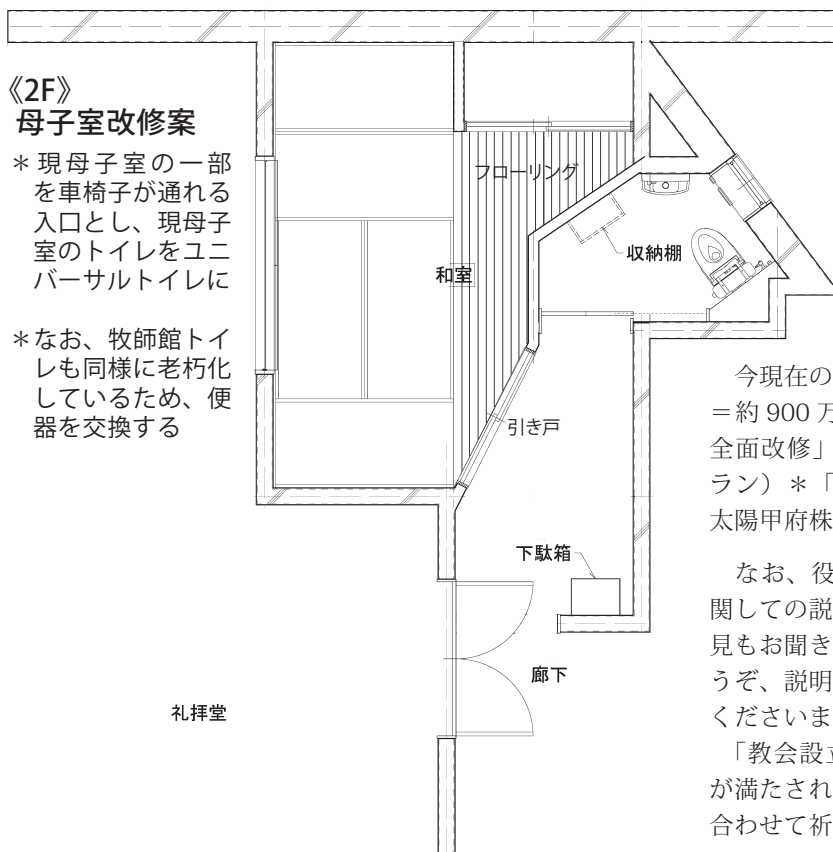 《2F》
母子室改修案
＊現母子室の一部
を車椅子が通れる
入口とし、現母子
室のトイレをユニ
バーサルトイレに
＊なお、牧師館トイ
レも同様に老朽化
しているため、便
器を交換する
フローリング
収納棚
和室
引き戸
下駄箱
廊下
礼拝堂
今現在の
＝約 900 万
全面改修」
ラン）＊「
太陽甲府株
なお、役
関しての説
見もお聞き
うぞ、説明
くださいま
「教会設立
が満たされ
合わせて祈